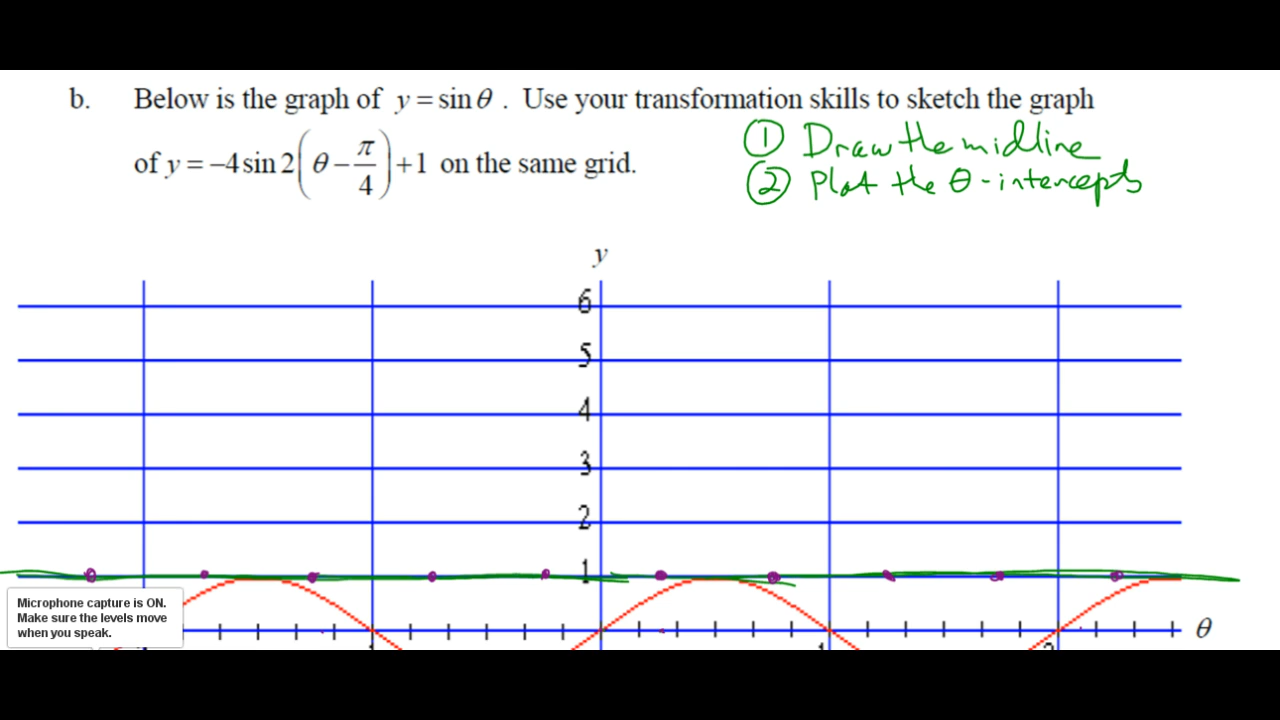 b. Below is the graph of y = sin θ . Use your transformation skills to sketch the graph
of y = −4 sin 2(θ − π/4) + 1 on the same grid.
① Draw the midline
② Plot the θ-intercepts
y
6
5
4
3
2
1
θ
Microphone capture is ON.
Make sure the levels move
when you speak.